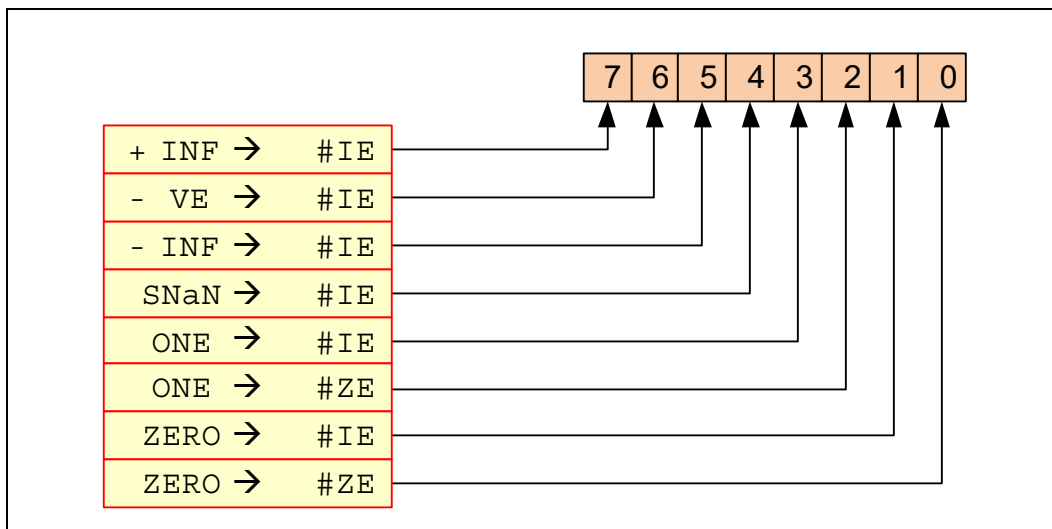 7 6 5 4 3 2 1 0
+ INF → #IE
- VE → #IE
- INF → #IE
SNaN → #IE
ONE → #IE
ONE → #ZE
ZERO → #IE
ZERO → #ZE